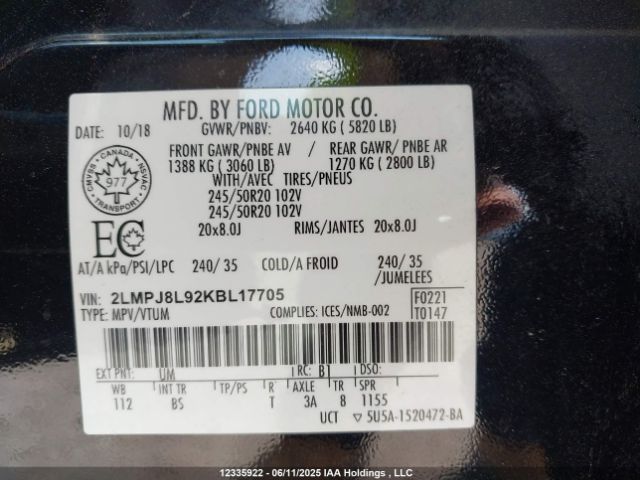 MFD. BY FORD MOTOR CO.
DATE: 10/18 GVWR/PNBV: 2640 KG ( 5820 LB)
FRONT GAWR/PNBE AV / REAR GAWR/ PNBE AR
1388 KG ( 3060 LB) 1270 KG ( 2800 LB)
WITH/AVEC TIRES/PNEUS
245/50R20 102V
245/50R20 102V
20x8.0J RIMS/JANTES 20x8.0J
CANADA
CMVSS NSVAC
977
TRANSPORT
EC
AT/A kPa/PSI/LPC 240/ 35 COLD/A FROID 240/ 35
/JUMELEES
VIN: 2LMPJ8L92KBL17705 F0221
TYPE: MPV/VTUM COMPLIES: ICES/NMB-002 T0147
EXT PNT: UM RC: B1 DSO:
WB INT TR TP/PS R AXLE TR SPR
112 BS T 3A 8 1155
UCT ▽ 5U5A-1520472-BA
12335922 - 06/11/2025 IAA Holdings , LLC